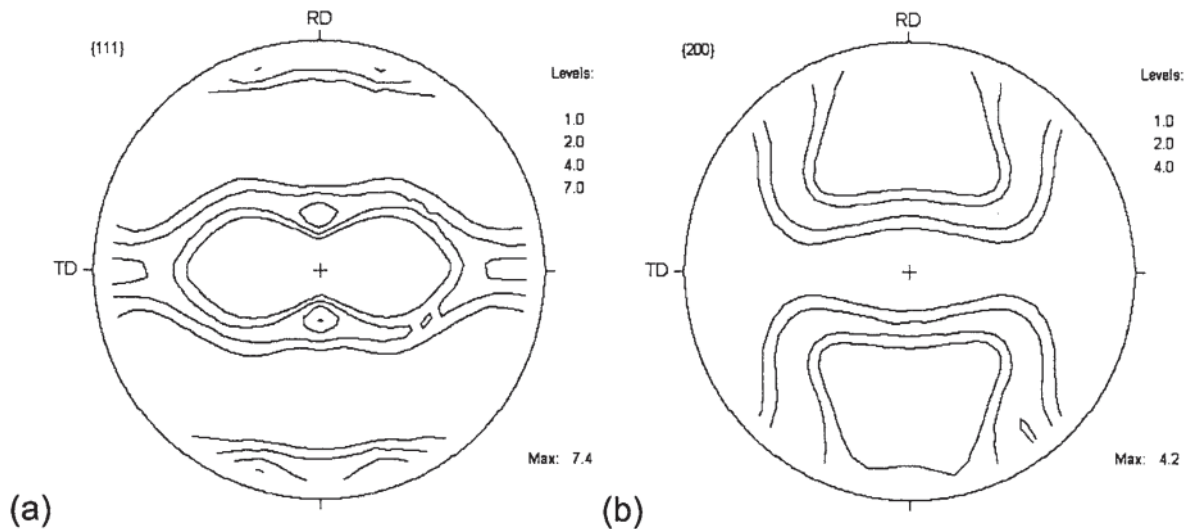 RD
{111}
Levels:
1.0
2.0
4.0
7.0
TD
Max: 7.4
(a)
RD
{200}
Levels:
1.0
2.0
4.0
TD
Max: 4.2
(b)